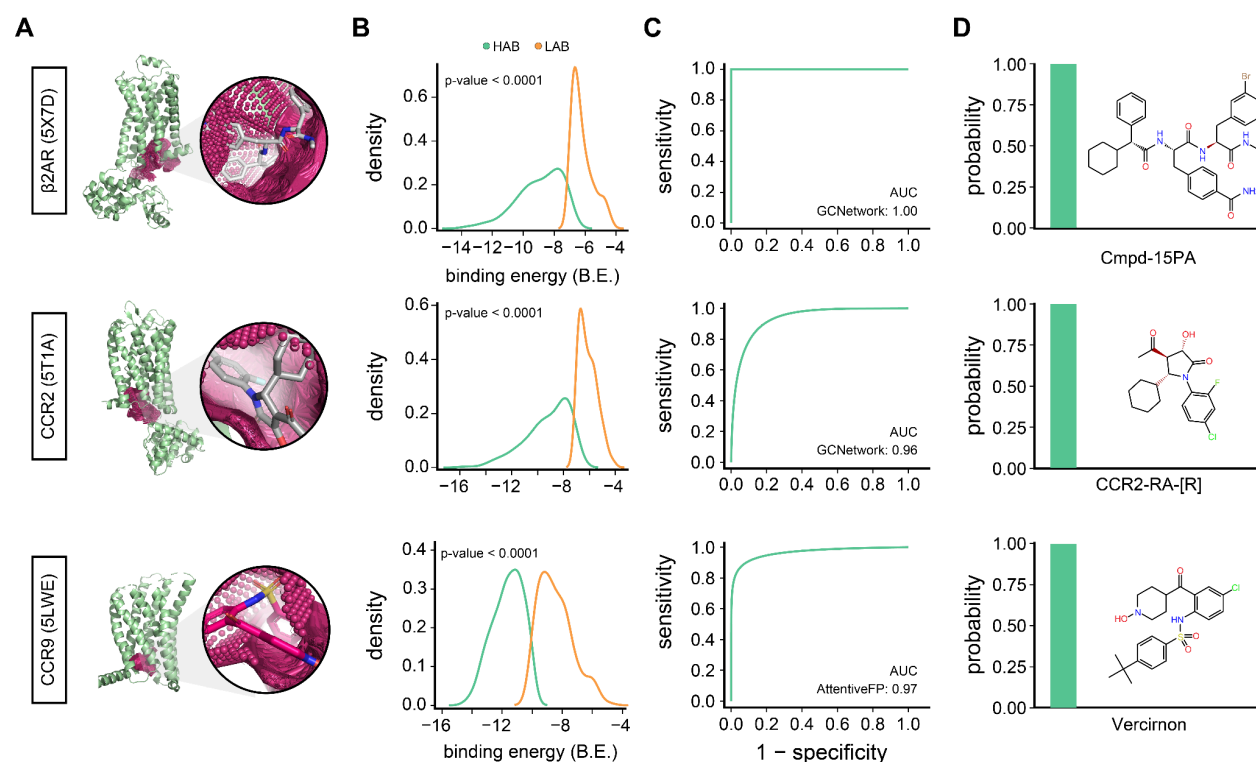 A
B
C
D
HAB
LAB
β2AR (5X7D)
p-value < 0.0001
density
0.6
0.4
0.2
0.0
−14
−12
−10
−8
−6
−4
binding energy (B.E.)
sensitivity
1.0
0.8
0.6
0.4
0.2
0.0
AUC
GCNetwork: 1.00
0.0
0.2
0.4
0.6
0.8
1.0
probability
1.00
0.75
0.50
0.25
0.00
Br
O
N
H
O
H
N
O
H
N
O
NH
Cmpd-15PA
CCR2 (5T1A)
p-value < 0.0001
density
0.6
0.4
0.2
0.0
−16
−12
−8
−4
sensitivity
1.0
0.8
0.6
0.4
0.2
0.0
AUC
GCNetwork: 0.96
0.0
0.2
0.4
0.6
0.8
1.0
probability
1.00
0.75
0.50
0.25
0.00
O
OH
O
N
F
Cl
CCR2-RA-[R]
CCR9 (5LWE)
p-value < 0.0001
density
0.4
0.3
0.2
0.1
0.0
−16
−12
−8
−4
binding energy (B.E.)
sensitivity
1.0
0.8
0.6
0.4
0.2
0.0
AUC
AttentiveFP: 0.97
0.0
0.2
0.4
0.6
0.8
1.0
1 − specificity
probability
1.00
0.75
0.50
0.25
0.00
O
Cl
N
HO
HN
S
O
O
Vercirnon